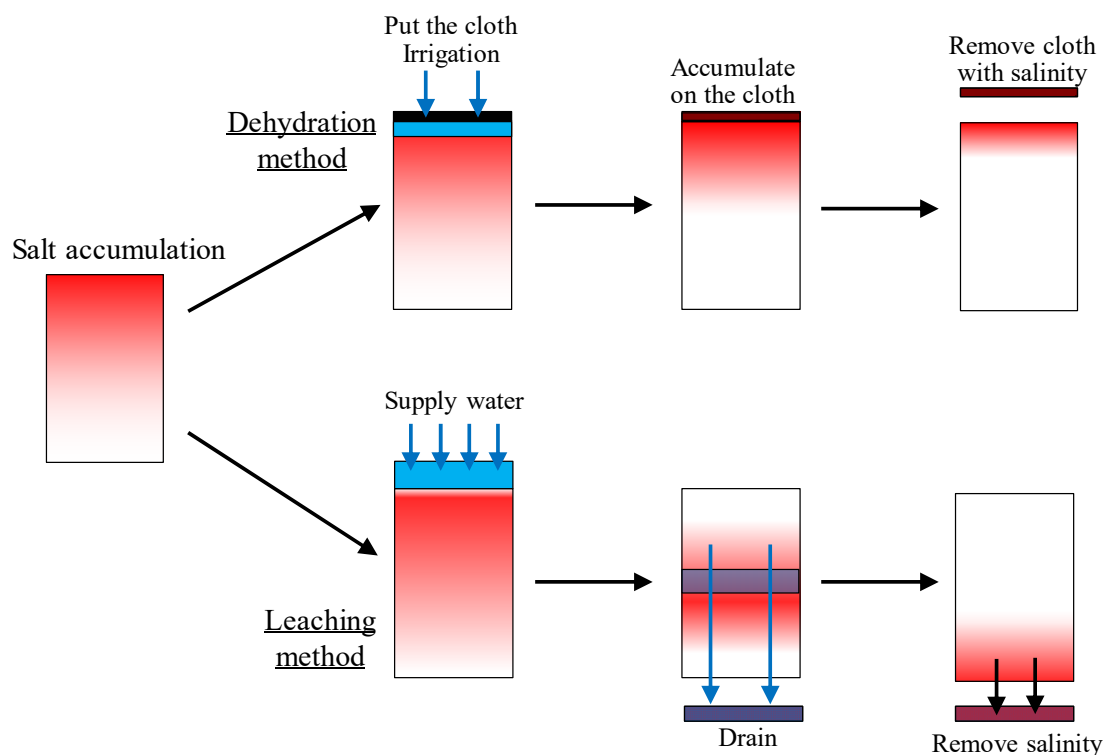 Put the cloth
Irrigation
Dehydration
method
Accumulate
on the cloth
Remove cloth
with salinity
Salt accumulation
Supply water
Leaching
method
Drain
Remove salinity